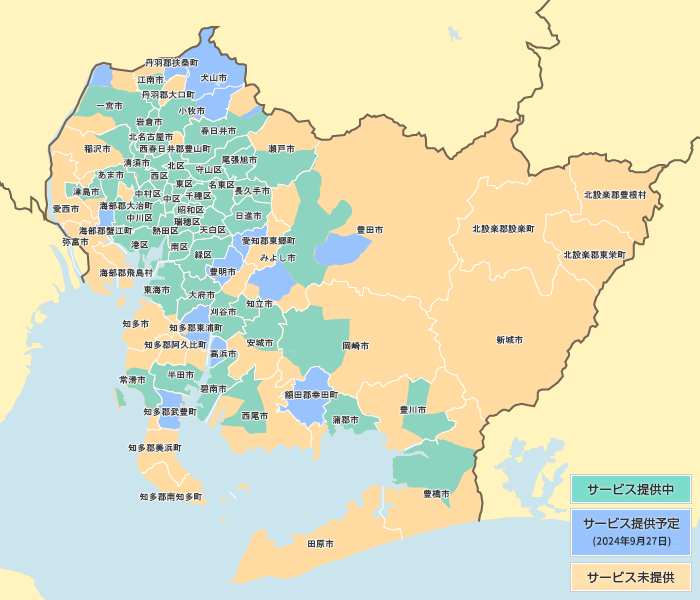 丹羽郡扶桑町
犬山市
江南市
丹羽郡大口町
一宮市
小牧市
岩倉市
春日井市
北名古屋市
稲沢市
西春日井郡豊山町
瀬戸市
清須市
北区
尾張旭市
守山区
あま市
西区
東区
名東区
津島市
中村区
千種区
長久手市
北設楽郡豊根村
中区
愛西市
海部郡大治町
昭和区
中川区
日進市
瑞穂区
北設楽郡設楽町
海部郡蟹江町
熱田区
天白区
豊田市
弥富市
港区
南区
愛知郡東郷町
緑区
みよし市
北設楽郡東栄町
海部郡飛島村
豊明市
東海市
大府市
知立市
刈谷市
知多市
知多郡東浦町
新城市
知多郡阿久比町
安城市
岡崎市
高浜市
半田市
常滑市
碧南市
額田郡幸田町
知多郡武豊町
西尾市
豊川市
蒲郡市
知多郡美浜町
豊橋市
知多郡南知多町
田原市
サービス提供中
サービス提供予定
(2024年9月27日)
サービス未提供